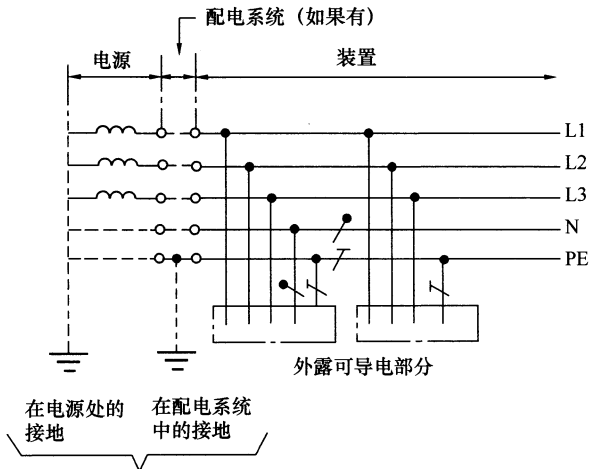 配电系统（如果有）
电源
装置
L1
L2
L3
N
PE
外露可导电部分
在电源处的
接地
在配电系统
中的接地